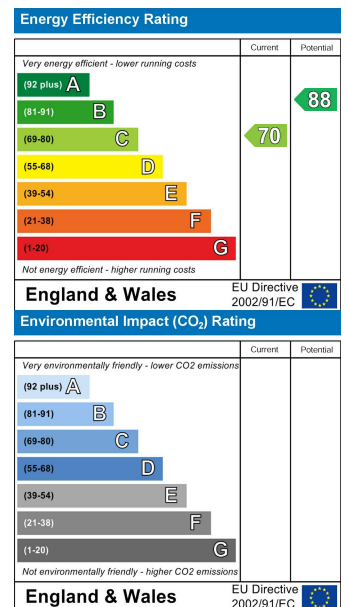 Energy Efficiency Rating
Current Potential
Very energy efficient - lower running costs
(92 plus) A
(81-91) B
88
(69-80) C
70
(55-68) D
(39-54) E
(21-38) F
(1-20) G
Not energy efficient - higher running costs
England & Wales
EU Directive
2002/91/EC
Environmental Impact (CO₂) Rating
Current Potential
Very environmentally friendly - lower CO2 emissions
(92 plus) A
(81-91) B
(69-80) C
(55-68) D
(39-54) E
(21-38) F
(1-20) G
Not environmentally friendly - higher CO2 emissions
England & Wales
EU Directive
2002/91/EC